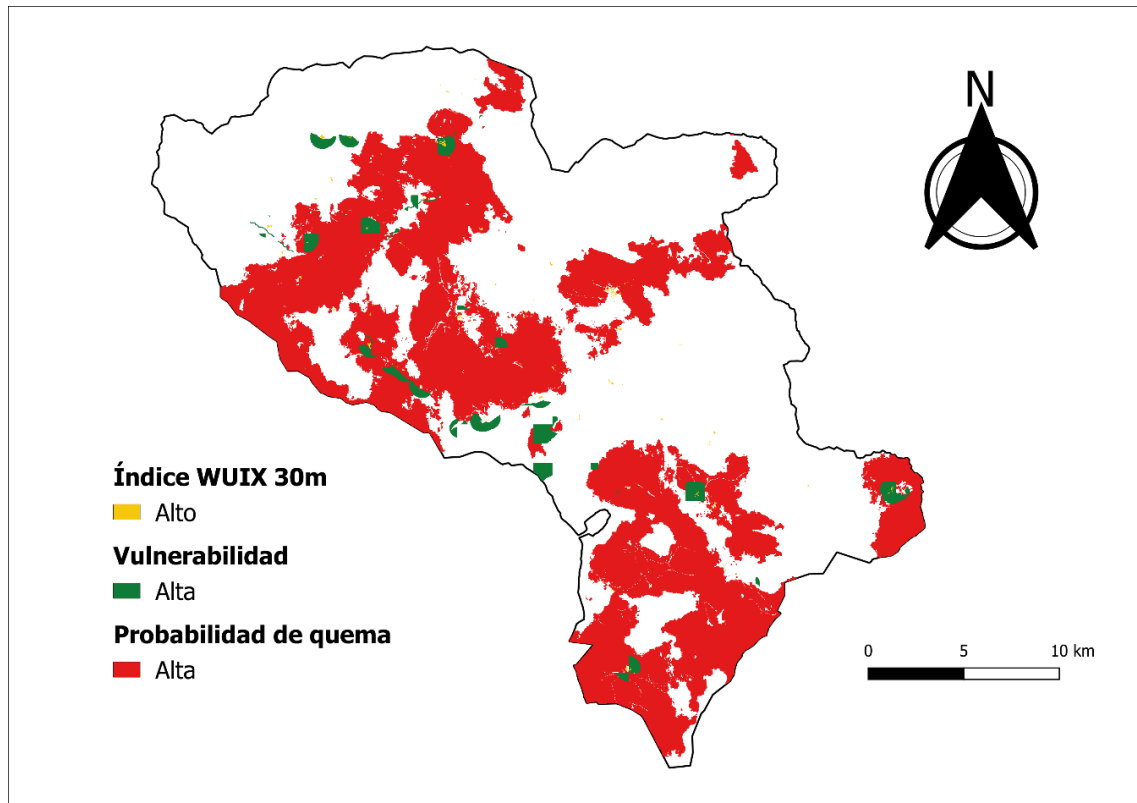 N
Índice WUIX 30m
Alto
Vulnerabilidad
Alta
Probabilidad de quema
Alta
0 5 10 km